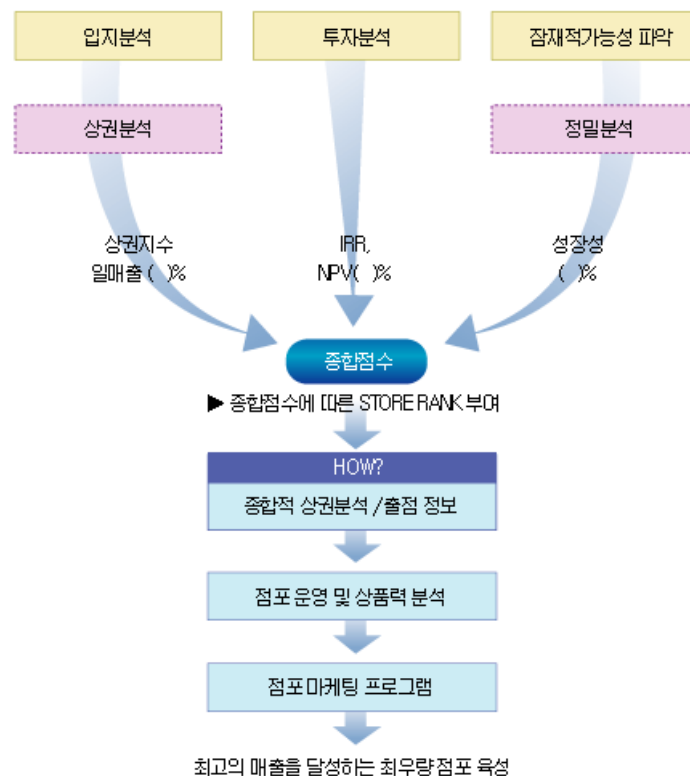 입지분석
투자분석
잠재적가능성 파악
상권분석
정밀분석
상권지수
일매출 ( )%
IRR,
NPV( )%
성장성
( )%
종합점수
▶ 종합점수에 따른 STORE RANK 부여
HOW?
종합적 상권분석 /출점 정보
점포 운영 및 상품력 분석
점포 마케팅 프로그램
최고의 매출을 달성하는 최우량 점포 육성